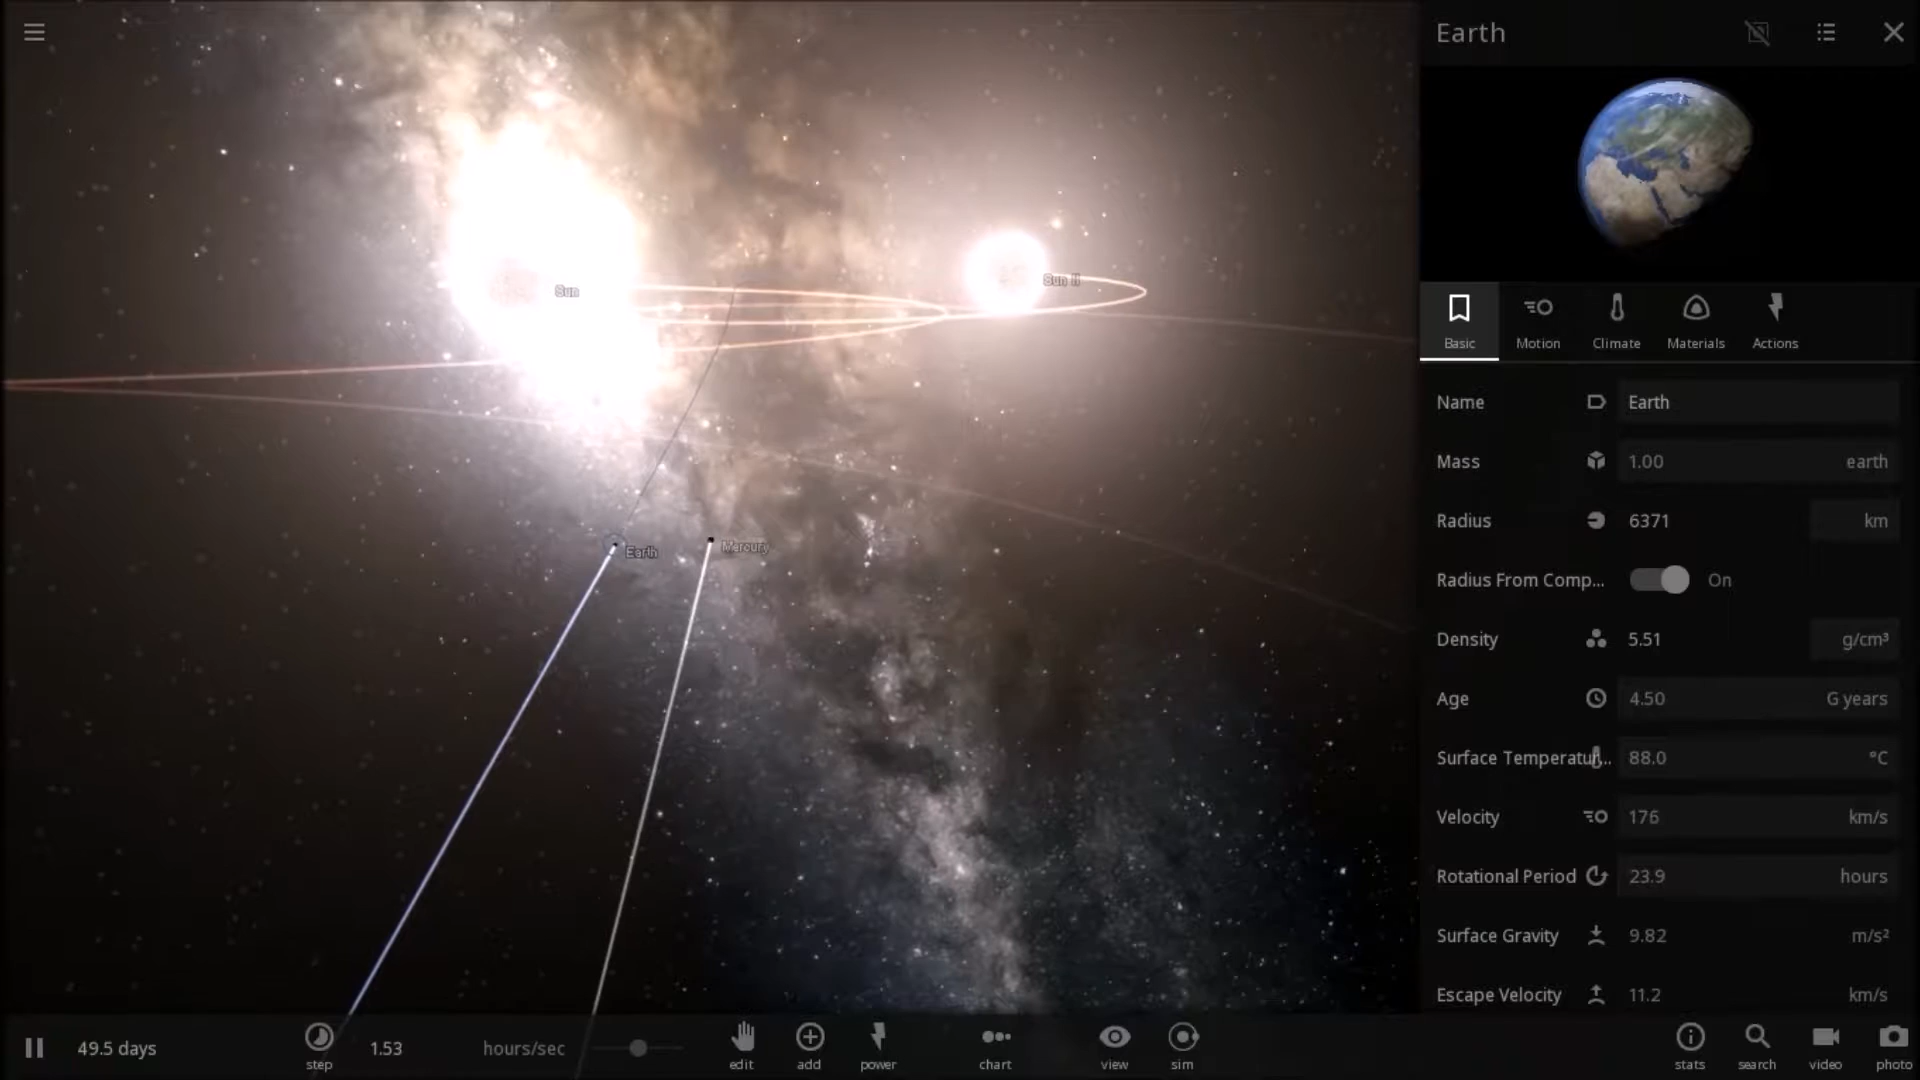 Earth
Sun
Sun II
Earth
Mercury
Basic
Motion
Climate
Materials
Actions
Name Earth
Mass 1.00 earth
Radius 6371 km
Radius From Comp... On
Density 5.51 g/cm³
Age 4.50 G years
Surface Temperatur... 88.0 °C
Velocity 176 km/s
Rotational Period 23.9 hours
Surface Gravity 9.82 m/s²
Escape Velocity 11.2 km/s
49.5 days
step
1.53 hours/sec
edit
add
power
chart
view
sim
stats
search
video
photo